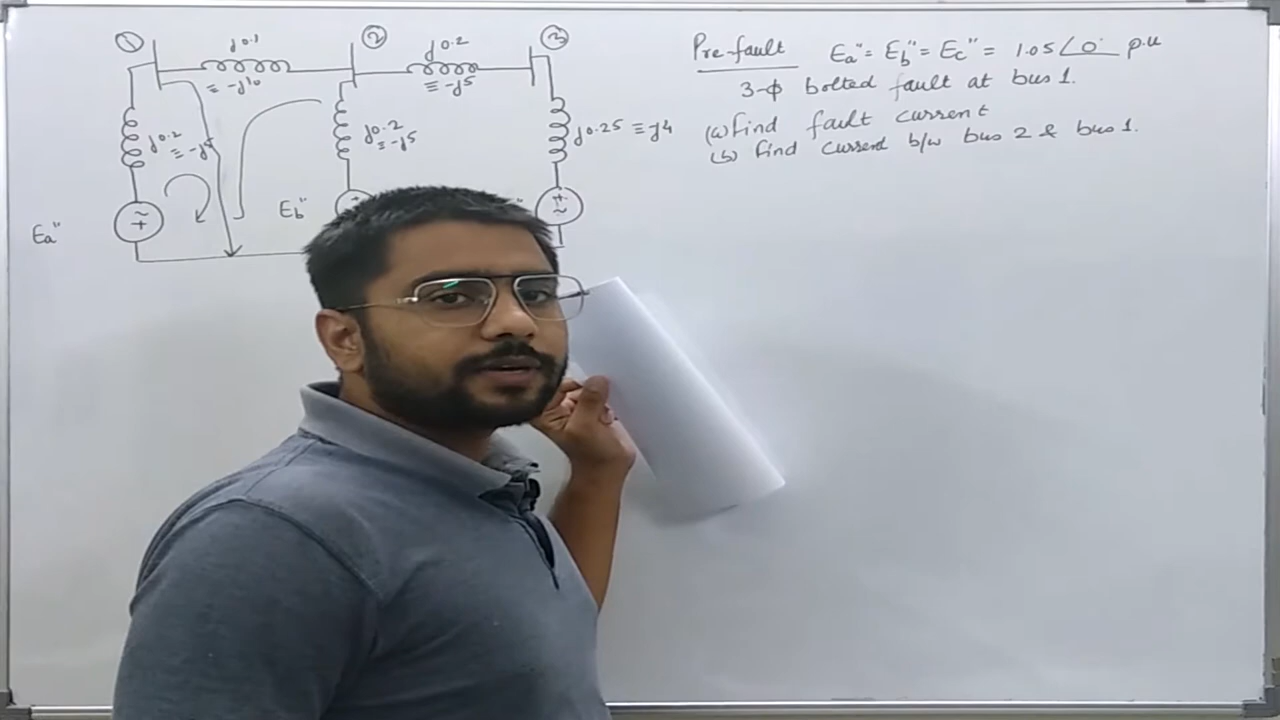 ① j0.1 ② j0.2 ③
≡ -j10 ≡ -j5
j0.2 j0.2 j0.25 ≡ -j4
≡ -j5 ≡ -j5
Ea" Eb"
Pre-fault Ea" = Eb" = Ec" = 1.05∠0° p.u
3-ϕ bolted fault at bus 1.
(a) Find fault current
(b) Find current b/w bus 2 & bus 1.